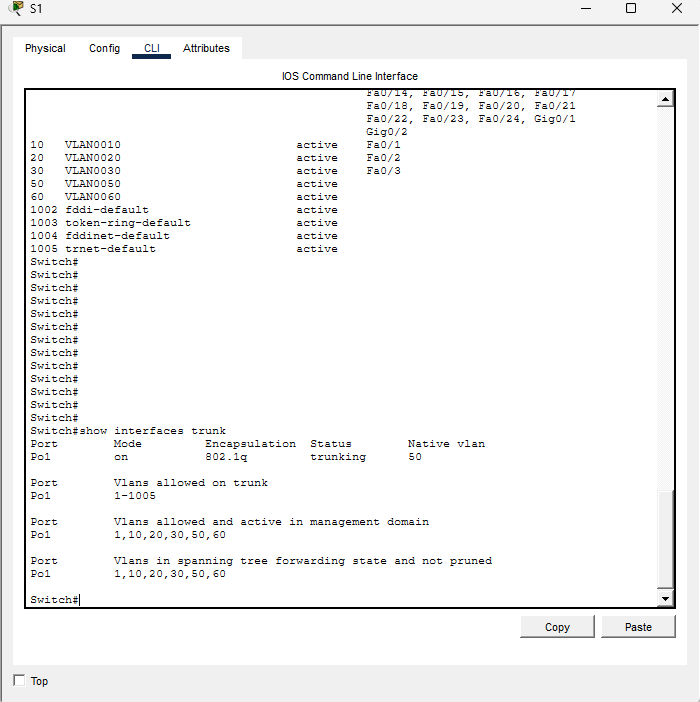 S1
Physical Config CLI Attributes
IOS Command Line Interface
Fa0/14, Fa0/15, Fa0/16, Fa0/17
Fa0/18, Fa0/19, Fa0/20, Fa0/21
Fa0/22, Fa0/23, Fa0/24, Gig0/1
Gig0/2
10 VLAN0010 active Fa0/1
20 VLAN0020 active Fa0/2
30 VLAN0030 active Fa0/3
50 VLAN0050 active
60 VLAN0060 active
1002 fddi-default active
1003 token-ring-default active
1004 fddinet-default active
1005 trnet-default active
Switch#
Switch#
Switch#
Switch#
Switch#
Switch#
Switch#
Switch#
Switch#
Switch#
Switch#
Switch#
Switch#
Switch#show interfaces trunk
Port Mode Encapsulation Status Native vlan
Po1 on 802.1q trunking 50
Port Vlans allowed on trunk
Po1 1-1005
Port Vlans allowed and active in management domain
Po1 1,10,20,30,50,60
Port Vlans in spanning tree forwarding state and not pruned
Po1 1,10,20,30,50,60
Switch#
Copy Paste
Top